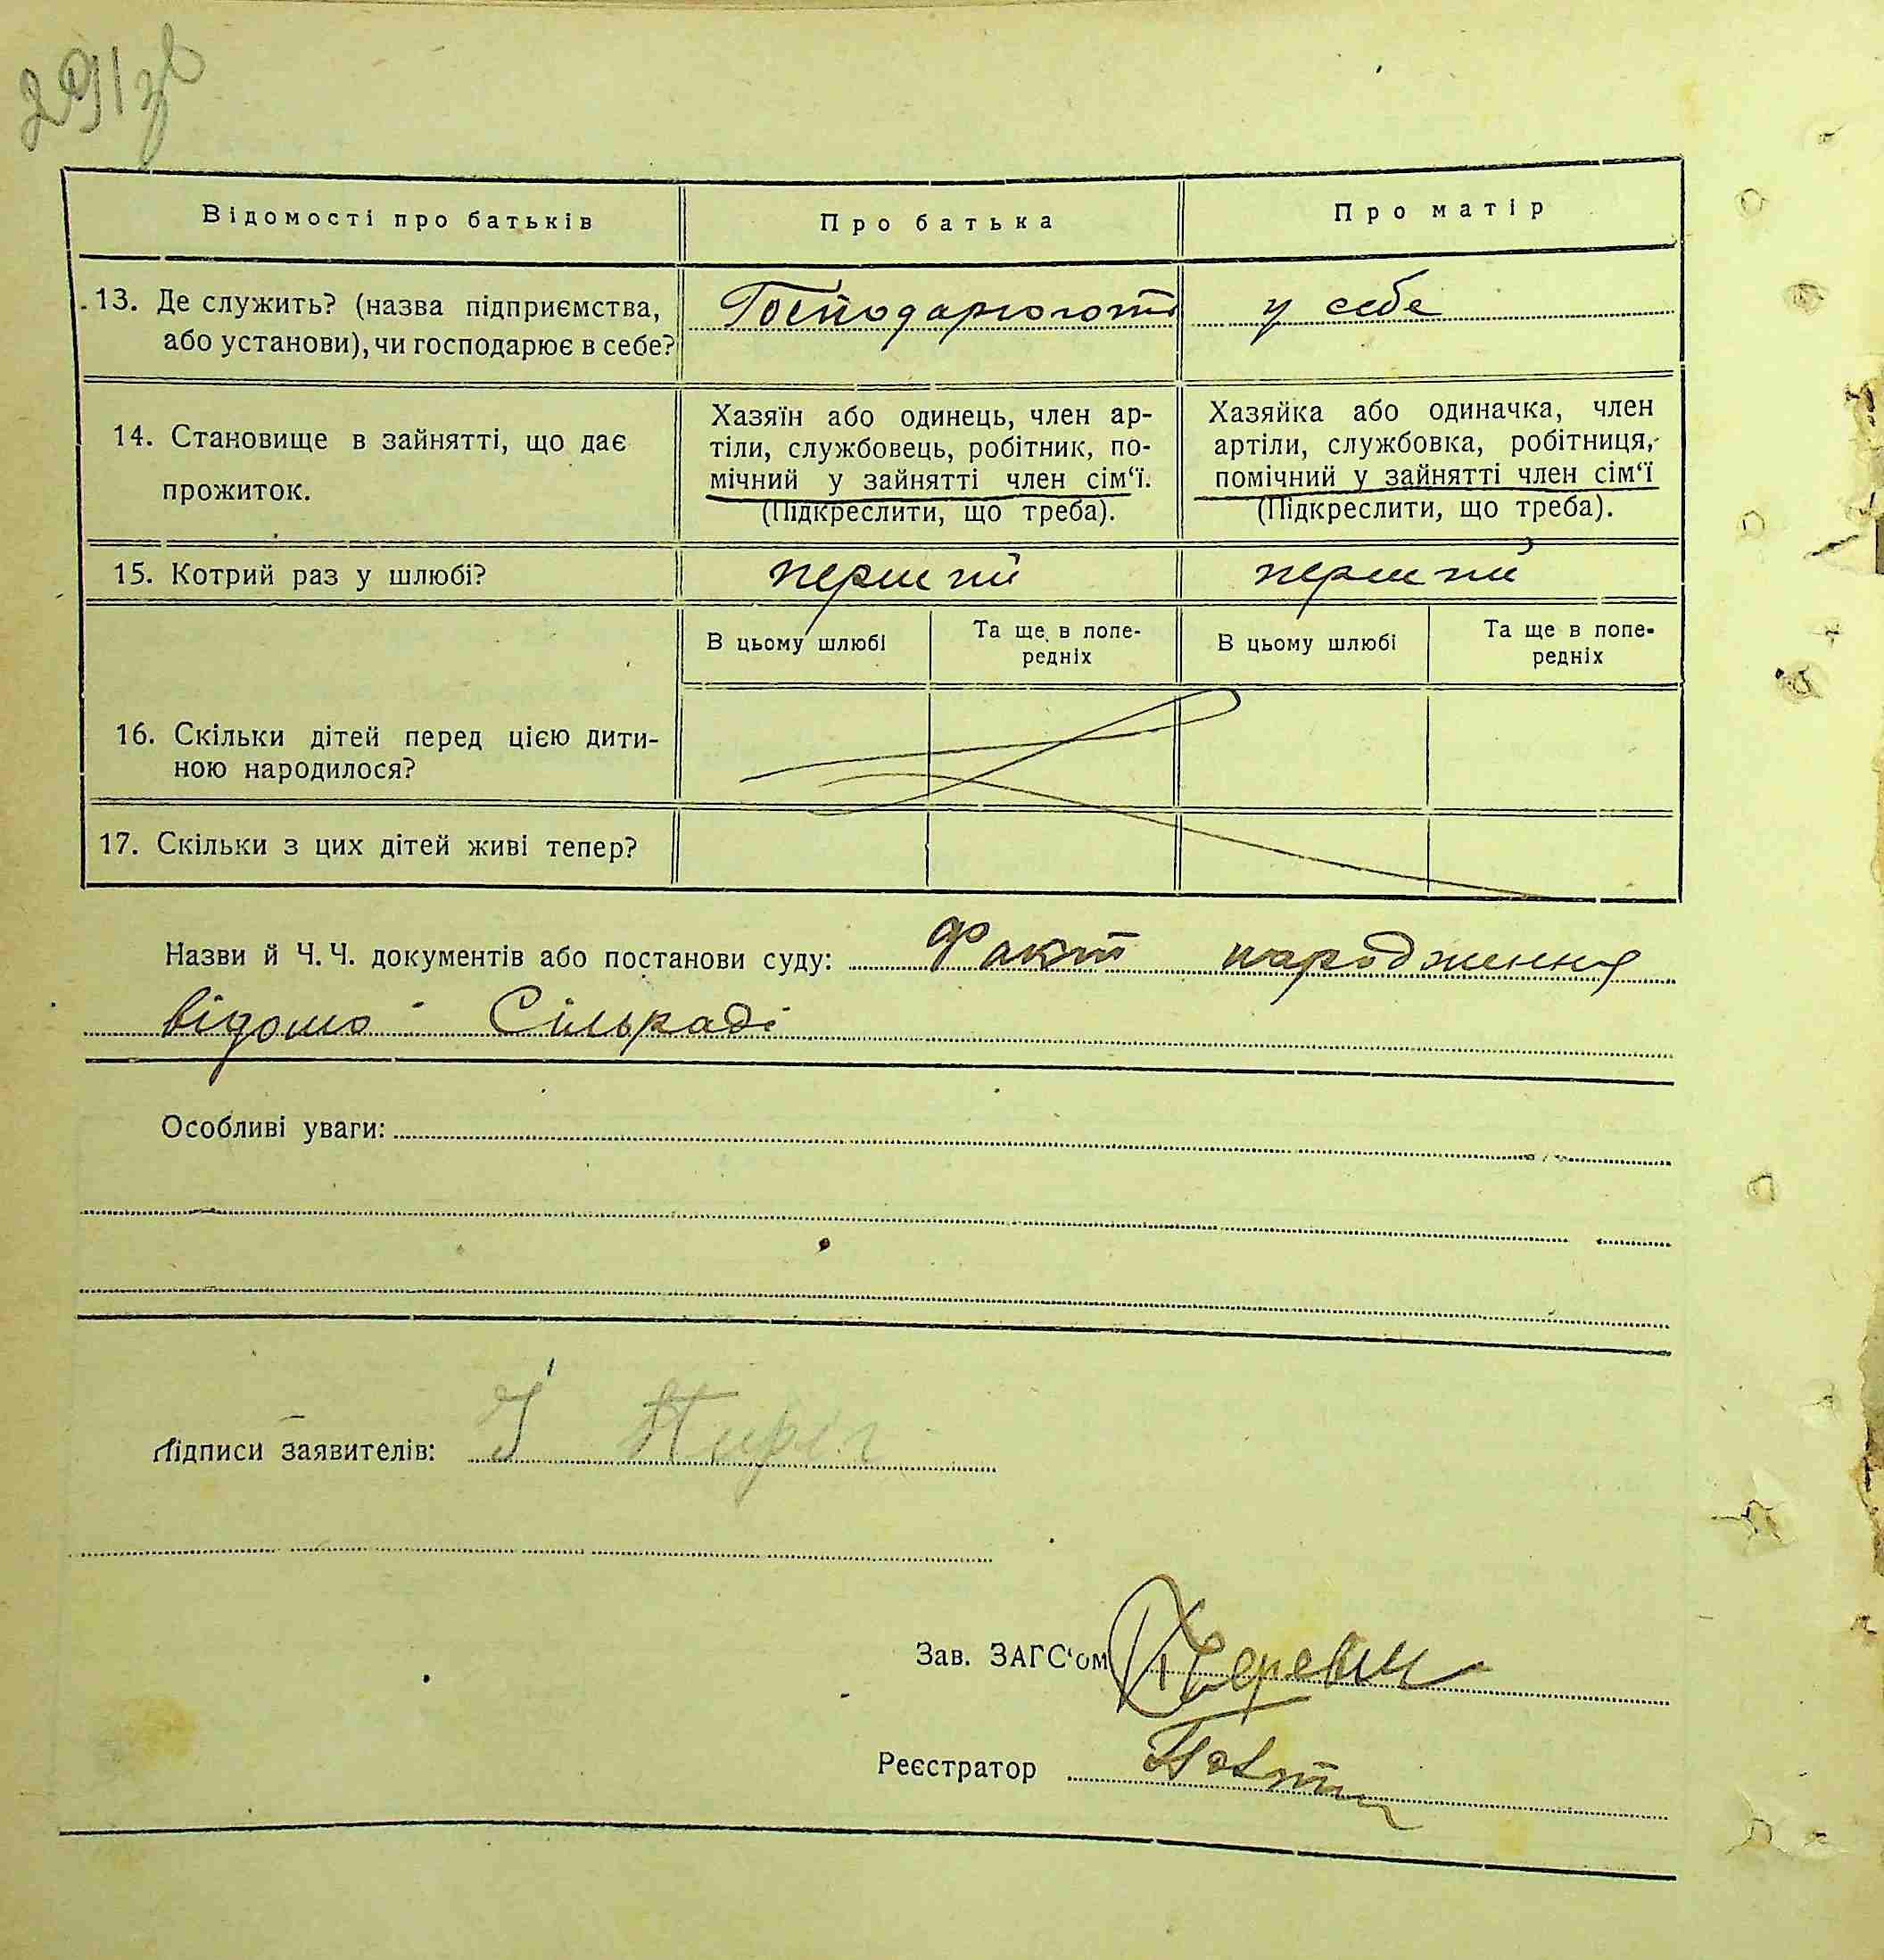 291зв
Відомості про батьків
Про батька
Про матір
13. Де служить? (назва підприємства,
або установи), чи господарює в себе?
Господарюють
у себе
14. Становище в зайнятті, що дає
прожиток.
Хазяїн або одинець, член ар-
тіли, службовець, робітник, по-
мічний у зайнятті член сім‘ї.
(Підкреслити, що треба).
Хазяйка або одиначка, член
артіли, службовка, робітниця,
помічний у зайнятті член сім‘ї
(Підкреслити, що треба).
15. Котрий раз у шлюбі?
перший
перший
В цьому шлюбі
Та ще в попе-
редніх
В цьому шлюбі
Та ще в попе-
редніх
16. Скільки дітей перед цією дити-
ною народилося?
17. Скільки з цих дітей живі тепер?
Назви й Ч. Ч. документів або постанови суду: Факт народження
відомо Сільраді
Особливі уваги:
Підписи заявителів: І Пиріг
Зав. ЗАГС‘ом
Реєстратор